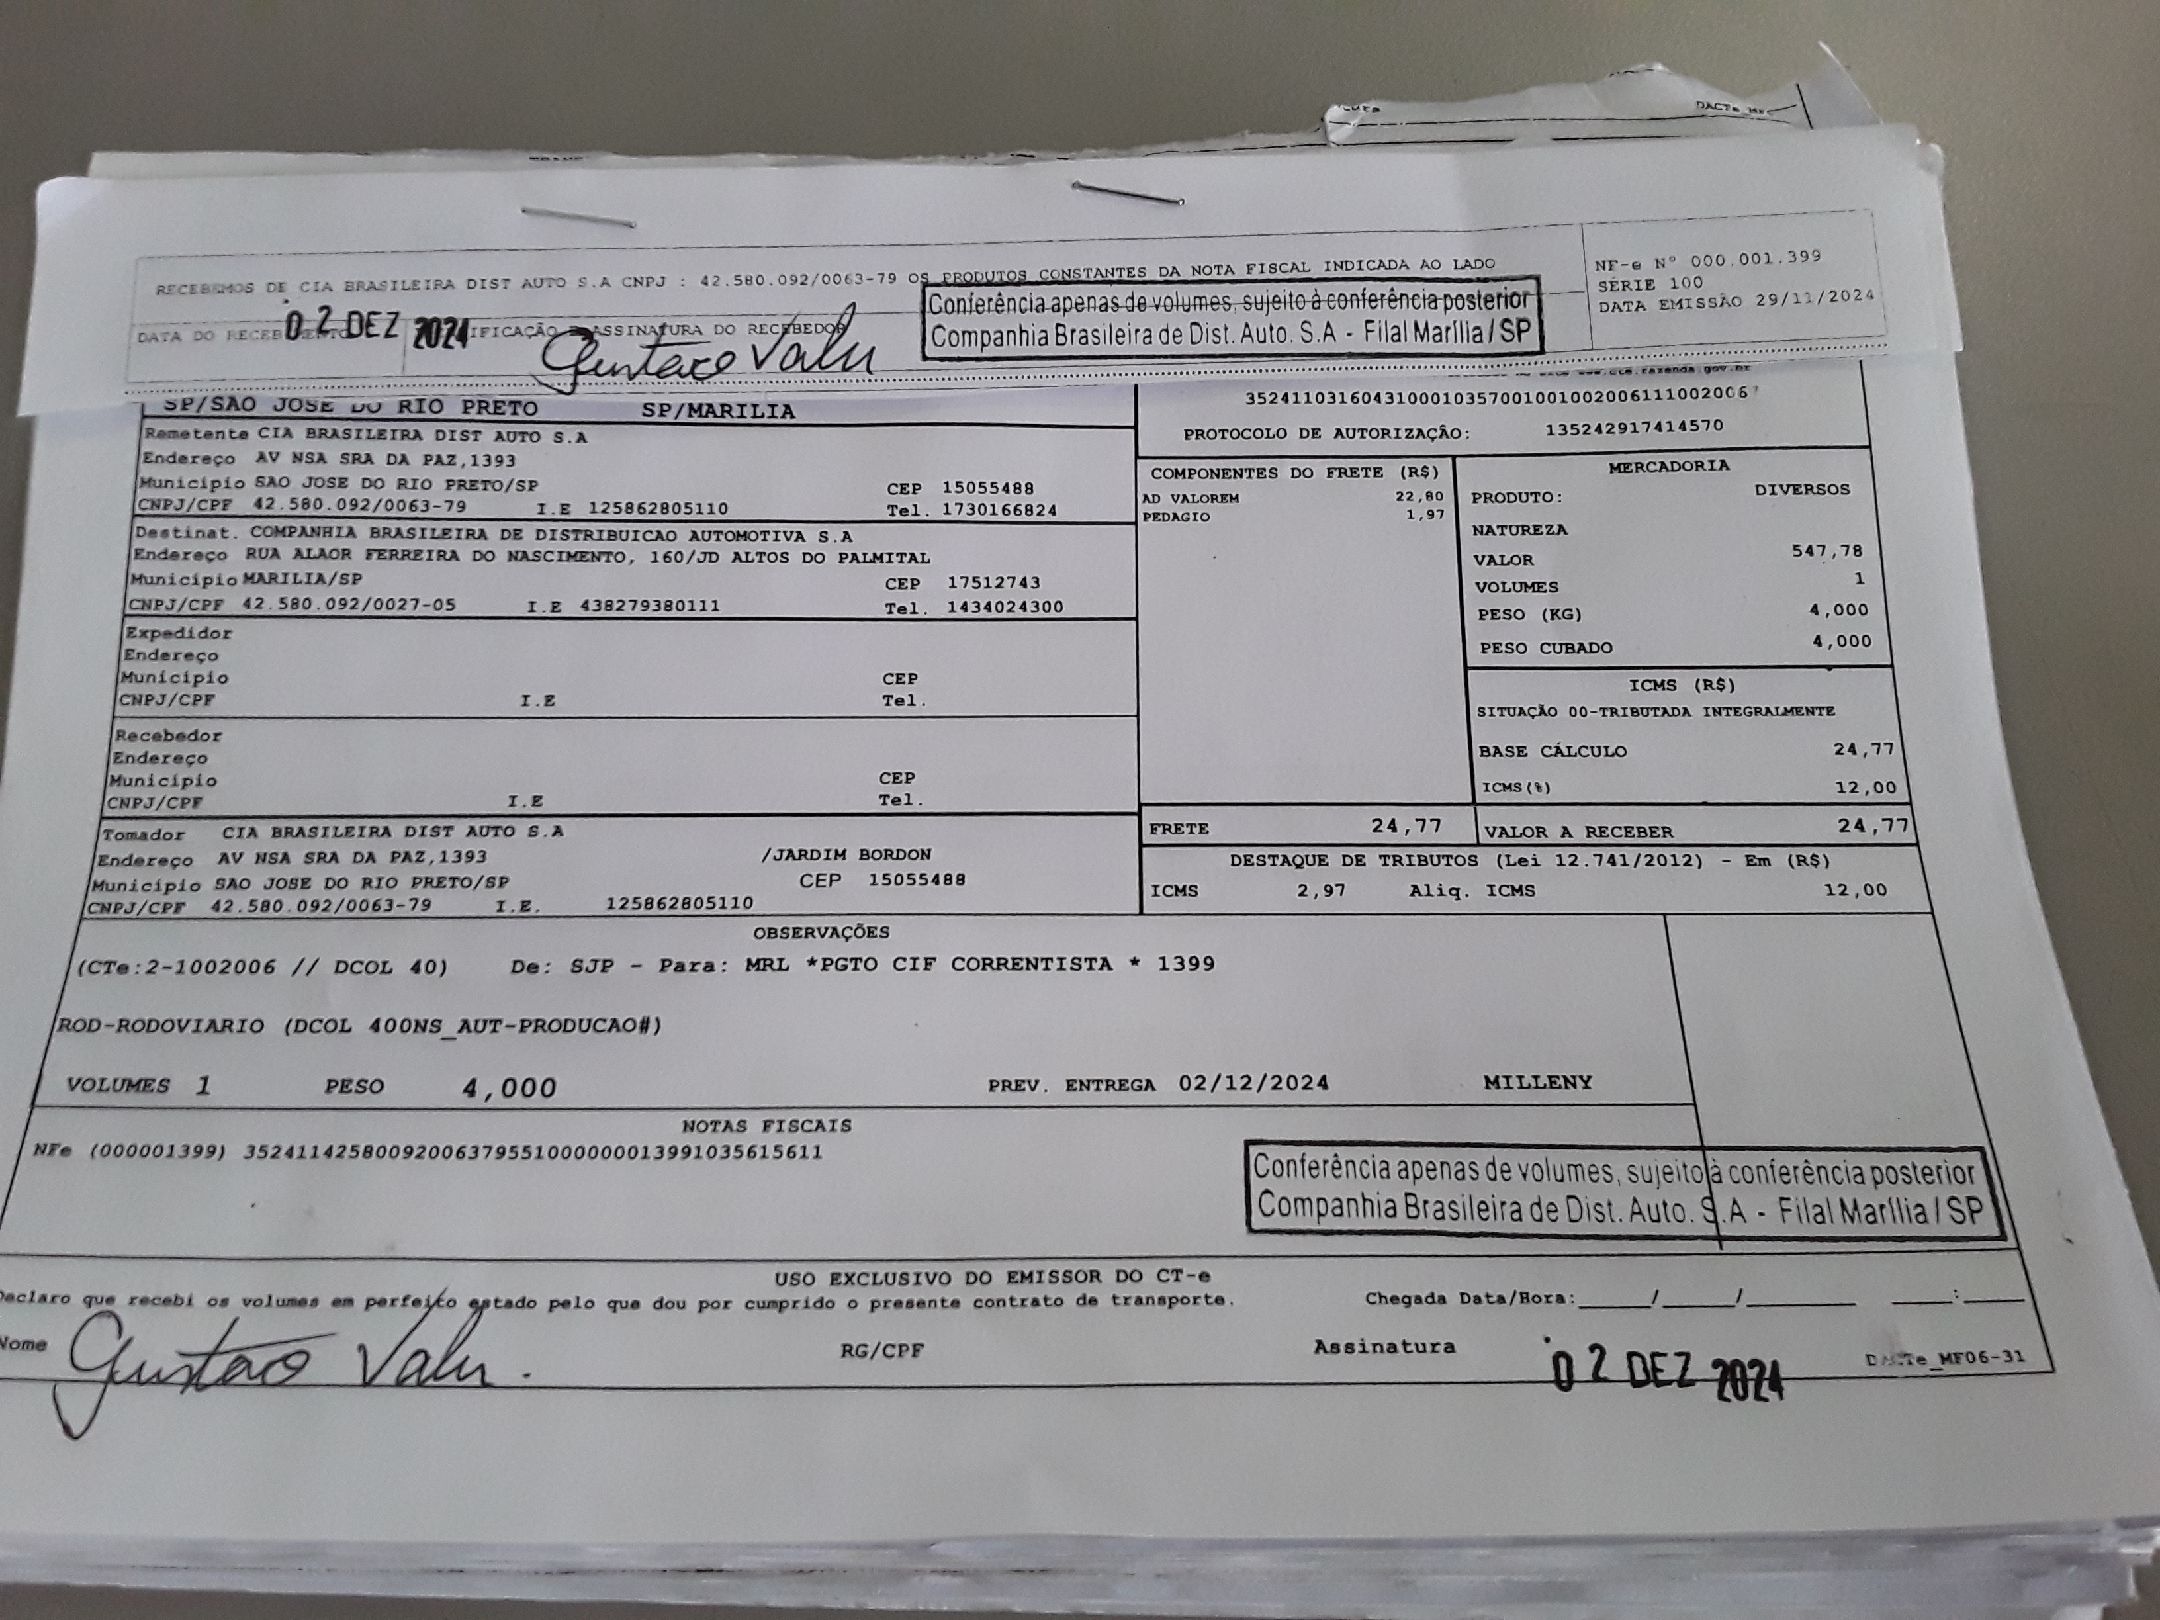 DACTe_MF
RECEBEMOS DE CIA BRASILEIRA DIST AUTO S.A CNPJ : 42.580.092/0063-79 OS PRODUTOS CONSTANTES DA NOTA FISCAL INDICADA AO LADO
NF-e Nº 000.001.399
SÉRIE 100
DATA EMISSÃO 29/11/2024
Conferência apenas de volumes, sujeito à conferência posterior
Companhia Brasileira de Dist. Auto. S.A - Filal Marília / SP
DATA DO RECEBIMENTO
02 DEZ 2024
ASSINATURA DO RECEBEDOR
Gustavo
SP/SAO JOSE DO RIO PRETO SP/MARILIA
PROTOCOLO DE AUTORIZAÇÃO: 135242917414570
Remetente CIA BRASILEIRA DIST AUTO S.A
Endereço AV NSA SRA DA PAZ,1393
Município SAO JOSE DO RIO PRETO/SP CEP 15055488
CNPJ/CPF 42.580.092/0063-79 I.E 125862805110 Tel. 1730166824
Destinat. COMPANHIA BRASILEIRA DE DISTRIBUICAO AUTOMOTIVA S.A
Endereço RUA ALAOR FERREIRA DO NASCIMENTO, 160/JD ALTOS DO PALMITAL
Município MARILIA/SP CEP 17512743
CNPJ/CPF 42.580.092/0027-05 I.E 438279380111 Tel. 1434024300
Expedidor
Endereço
Município CEP
CNPJ/CPF I.E Tel.
Recebedor
Endereço
Município CEP
CNPJ/CPF I.E Tel.
Tomador CIA BRASILEIRA DIST AUTO S.A
Endereço AV NSA SRA DA PAZ,1393 /JARDIM BORDON
Município SAO JOSE DO RIO PRETO/SP CEP 15055488
CNPJ/CPF 42.580.092/0063-79 I.E. 125862805110
COMPONENTES DO FRETE (R$)
AD VALOREM 22,80
PEDAGIO 1,97
MERCADORIA
PRODUTO: DIVERSOS
NATUREZA
VALOR 547,78
VOLUMES 1
PESO (KG) 4,000
PESO CUBADO 4,000
ICMS (R$)
SITUAÇÃO 00-TRIBUTADA INTEGRALMENTE
BASE CÁLCULO 24,77
ICMS(%) 12,00
FRETE 24,77 VALOR A RECEBER 24,77
DESTAQUE DE TRIBUTOS (Lei 12.741/2012) - Em (R$)
ICMS 2,97 Aliq. ICMS 12,00
OBSERVAÇÕES
(CTe:2-1002006 // DCOL 40) De: SJP - Para: MRL *PGTO CIF CORRENTISTA * 1399
ROD-RODOVIARIO (DCOL 400NS_AUT-PRODUCAO#)
VOLUMES 1 PESO 4,000 PREV. ENTREGA 02/12/2024 MILLENY
NOTAS FISCAIS
NFe (000001399) 35241142580092006379551000000013991035615611
Conferência apenas de volumes, sujeito à conferência posterior
Companhia Brasileira de Dist. Auto. S.A - Filal Marília / SP
USO EXCLUSIVO DO EMISSOR DO CT-e
Declaro que recebi os volumes em perfeito estado pelo que dou por cumprido o presente contrato de transporte. Chegada Data/Hora:____/____/______ ___:____
Nome Gustavo RG/CPF Assinatura 02 DEZ 2024 DACTe_MF06-31